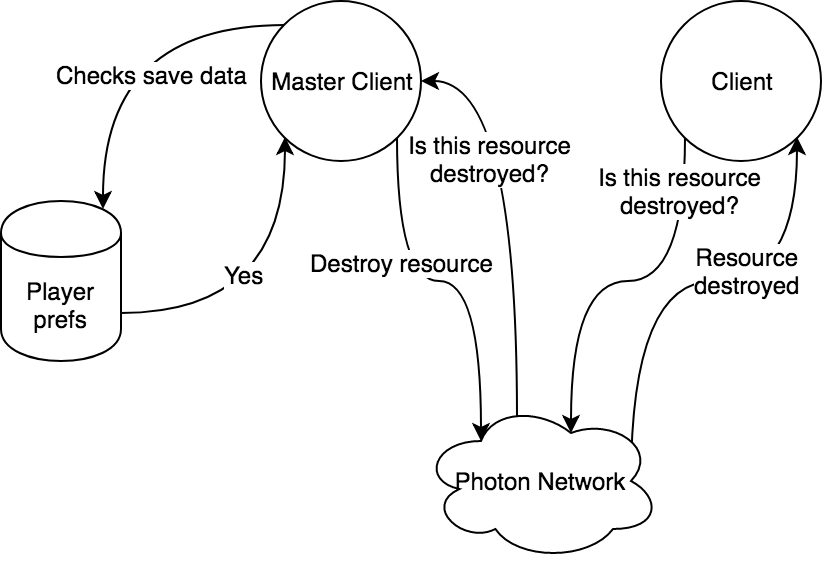 Checks save data
Master Client
Client
Is this resource
destroyed?
Is this resource
destroyed?
Destroy resource
Resource
destroyed
Yes
Player
prefs
Photon Network